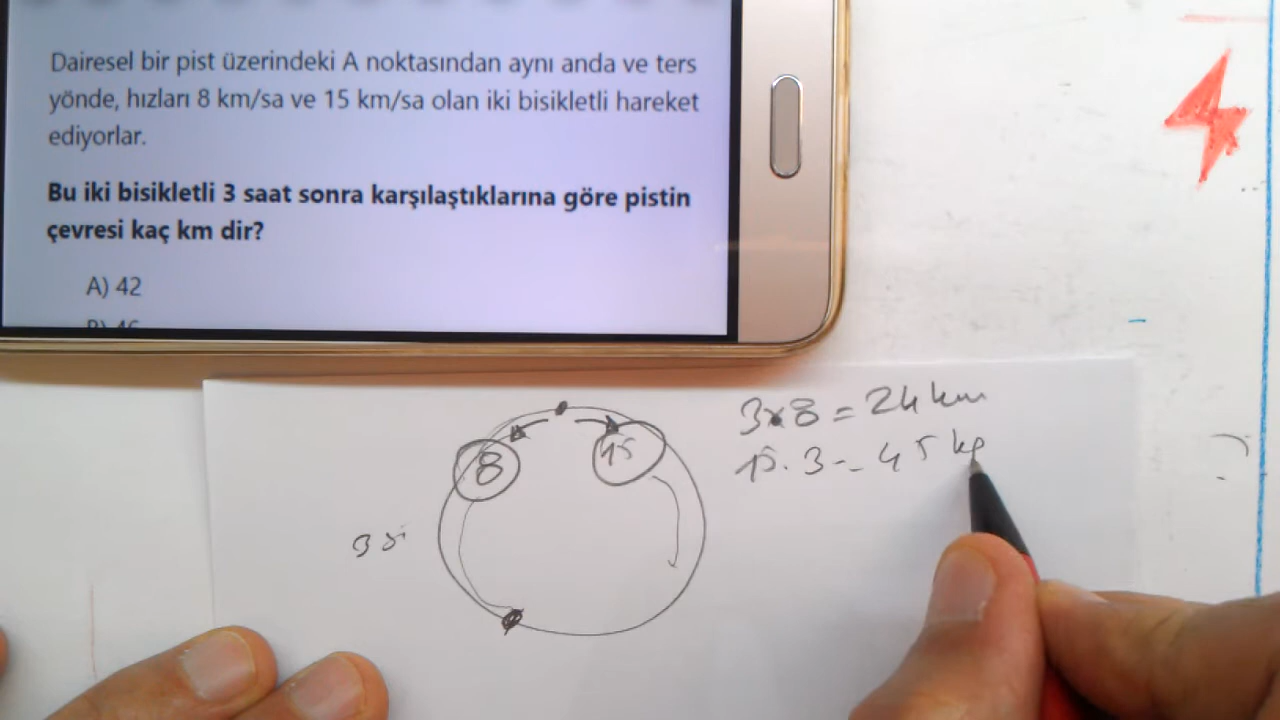 Dairesel bir pist üzerindeki A noktasından aynı anda ve ters
yönde, hızları 8 km/sa ve 15 km/sa olan iki bisikletli hareket
ediyorlar.
Bu iki bisikletli 3 saat sonra karşılaştıklarına göre pistin
çevresi kaç km dir?
A) 42
8
15
3x8 = 24 km
15.3 = 45